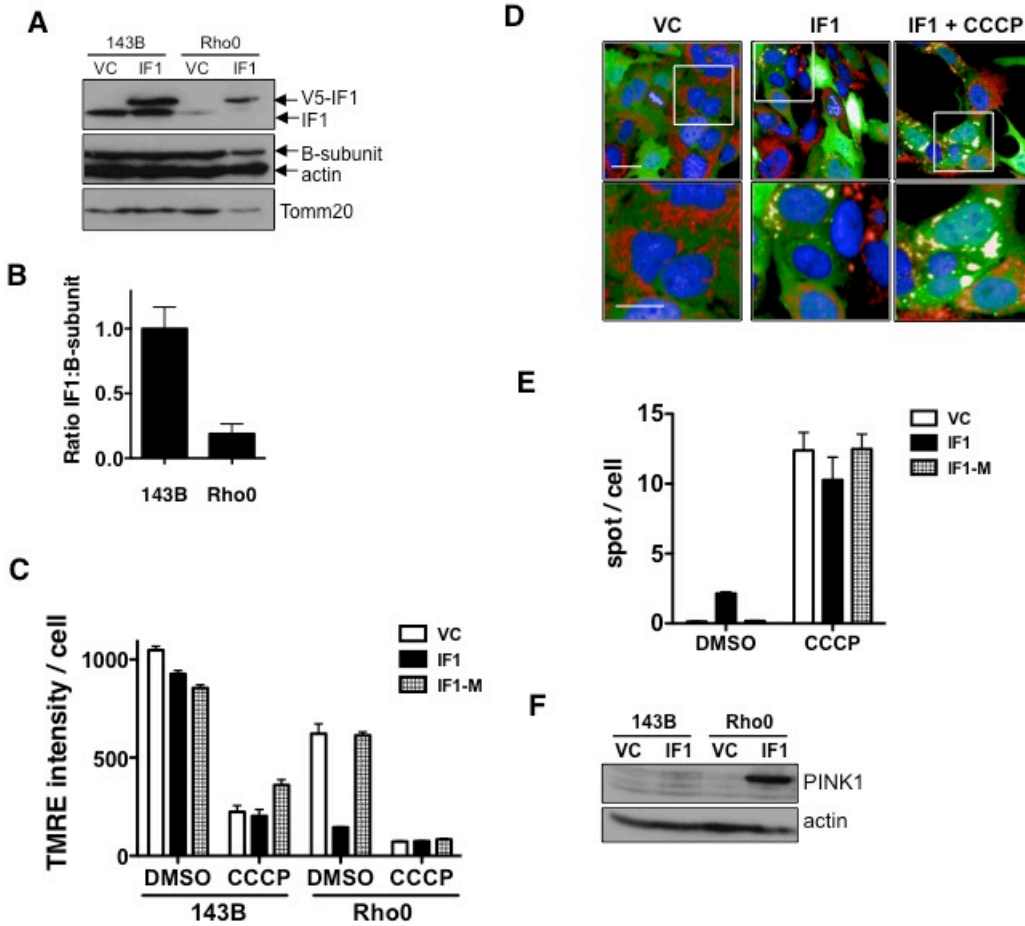 A
143B Rho0
VC IF1 VC IF1
V5-IF1
IF1
B-subunit
actin
Tomm20
B
Ratio IF1:B-subunit
1.0
0.5
0.0
143B Rho0
C
TMRE intensity / cell
1000
500
0
VC
IF1
IF1-M
DMSO CCCP DMSO CCCP
143B Rho0
D
VC IF1 IF1 + CCCP
E
spot / cell
15
10
5
0
VC
IF1
IF1-M
DMSO CCCP
F
143B Rho0
VC IF1 VC IF1
PINK1
actin